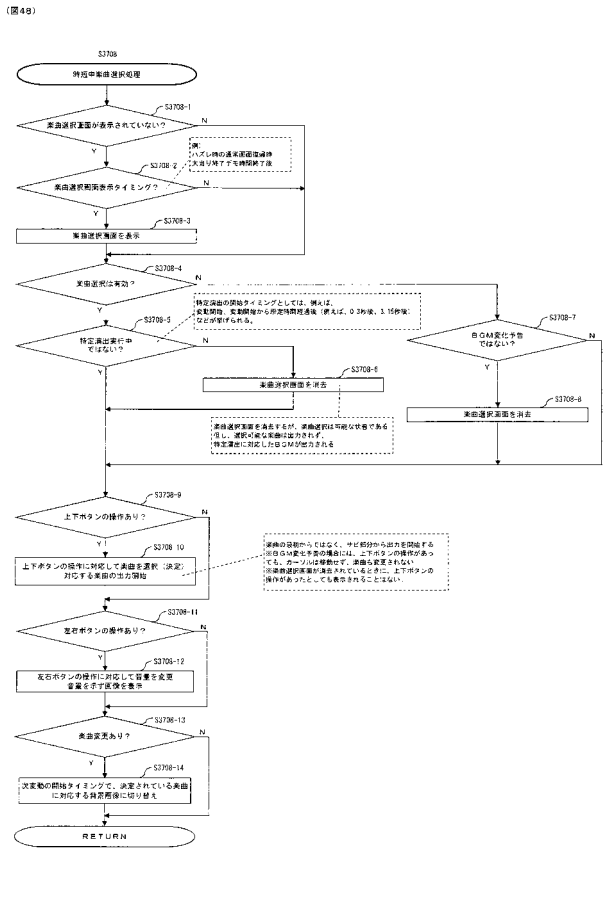 (図48)
S3708
時短中楽曲選択処理
S3708-1
楽曲選択画面が表示されていない?
N
Y
例:
ハズレ時の通常画面復帰時
大当り終了デモ時間終了後
S3708-2
楽曲選択画面表示タイミング?
N
Y
S3708-3
楽曲選択画面を表示
S3708-4
楽曲選択は有効?
N
Y
特定演出の開始タイミングとしては、例えば、
変動開始、変動開始から所定時間経過後(例えば、0.3秒後、3.15秒後)
などが挙げられる。
S3708-5
特定演出実行中
ではない?
N
Y
S3708-6
楽曲選択画面を消去
S3708-7
BGM変化予告
ではない?
N
Y
S3708-8
楽曲選択画面を消去
楽曲選択画面を消去するが、楽曲選択は可能な状態である
但し、選択可能な楽曲は出力されず、
特定演出に対応したBGMが出力される
S3708-9
上下ボタンの操作あり?
N
Y
S3708-10
上下ボタンの操作に対応して楽曲を選択(決定)
対応する楽曲の出力開始
楽曲の最初からではなく、サビ部分から出力を開始する
※BGM変化予告の場合には、上下ボタンの操作があっ
ても、カーソルは移動せず、楽曲も変更されない
※楽曲選択画面が消去されているときに、上下ボタンの
操作があったとしても表示されることはない
S3708-11
左右ボタンの操作あり?
N
Y
S3708-12
左右ボタンの操作に対応して音量を変更
音量を示す画像を表示
S3708-13
楽曲変更あり?
N
Y
S3708-14
次変動の開始タイミングで、決定されている楽曲
に対応する背景画像に切り替え
RETURN